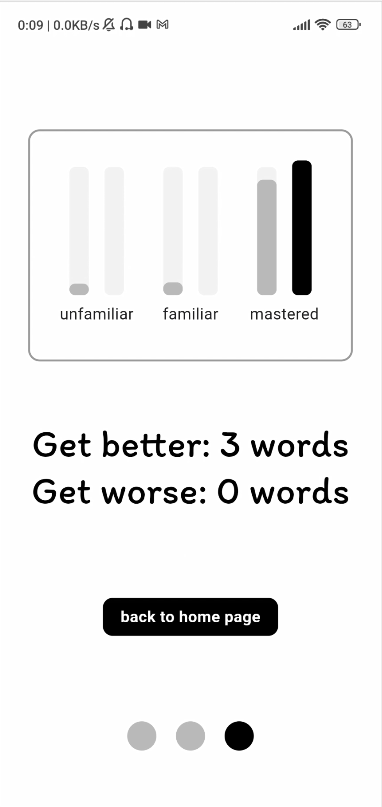 0:09 | 0.0KB/s 63
unfamiliar familiar mastered
Get better: 3 words
Get worse: 0 words
back to home page